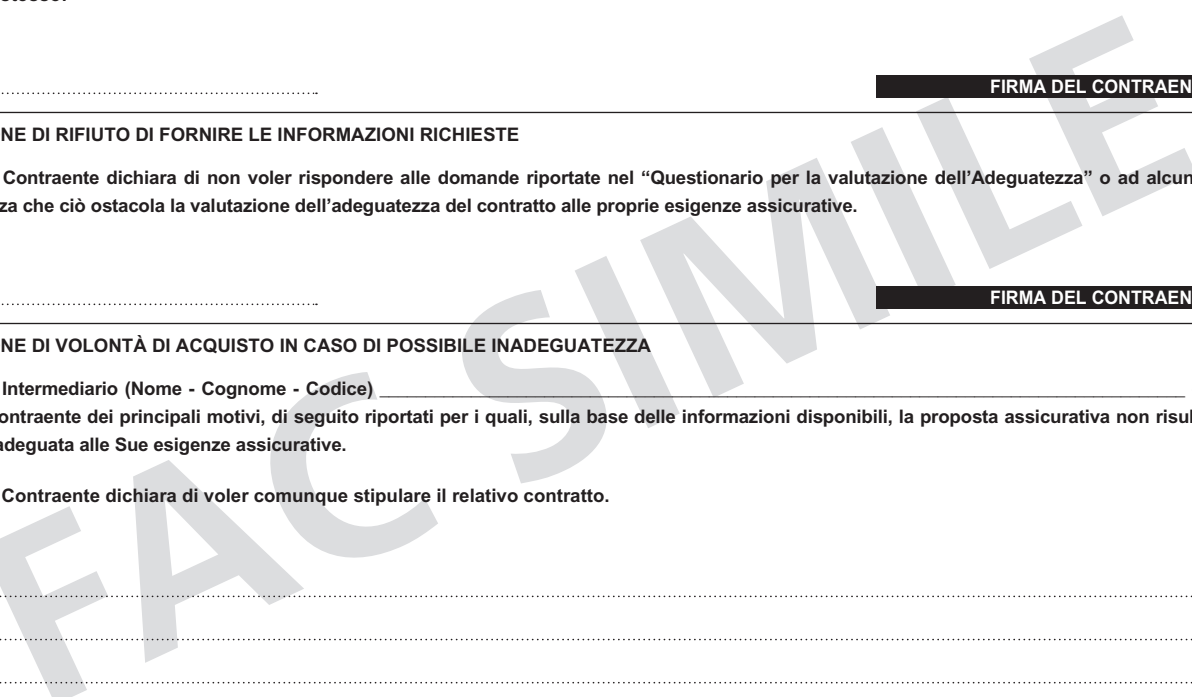 FIRMA DEL CONTRAEN
NE DI RIFIUTO DI FORNIRE LE INFORMAZIONI RICHIESTE
Contraente dichiara di non voler rispondere alle domande riportate nel “Questionario per la valutazione dell’Adeguatezza” o ad alcun
za che ciò ostacola la valutazione dell’adeguatezza del contratto alle proprie esigenze assicurative.
FIRMA DEL CONTRAEN
NE DI VOLONTÀ DI ACQUISTO IN CASO DI POSSIBILE INADEGUATEZZA
Intermediario (Nome - Cognome - Codice)
ontraente dei principali motivi, di seguito riportati per i quali, sulla base delle informazioni disponibili, la proposta assicurativa non risul
adeguata alle Sue esigenze assicurative.
Contraente dichiara di voler comunque stipulare il relativo contratto.
FAC SIMILE